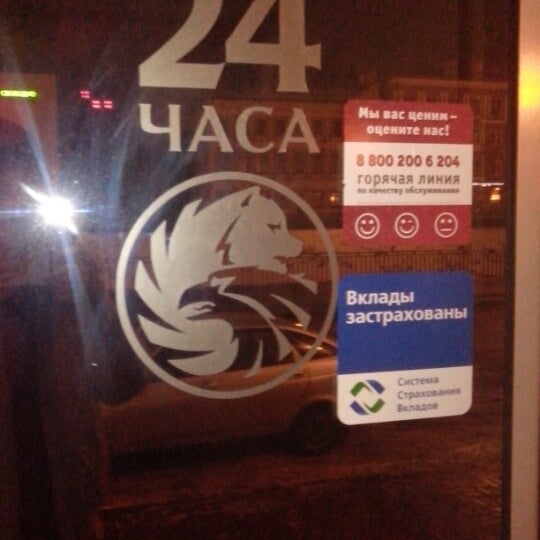 24
ЧАСА
Мы вас ценим –
оцените нас!
8 800 200 6 204
горячая линия
по качеству обслуживания
Вклады
застрахованы
Система
Страхования
Вкладов